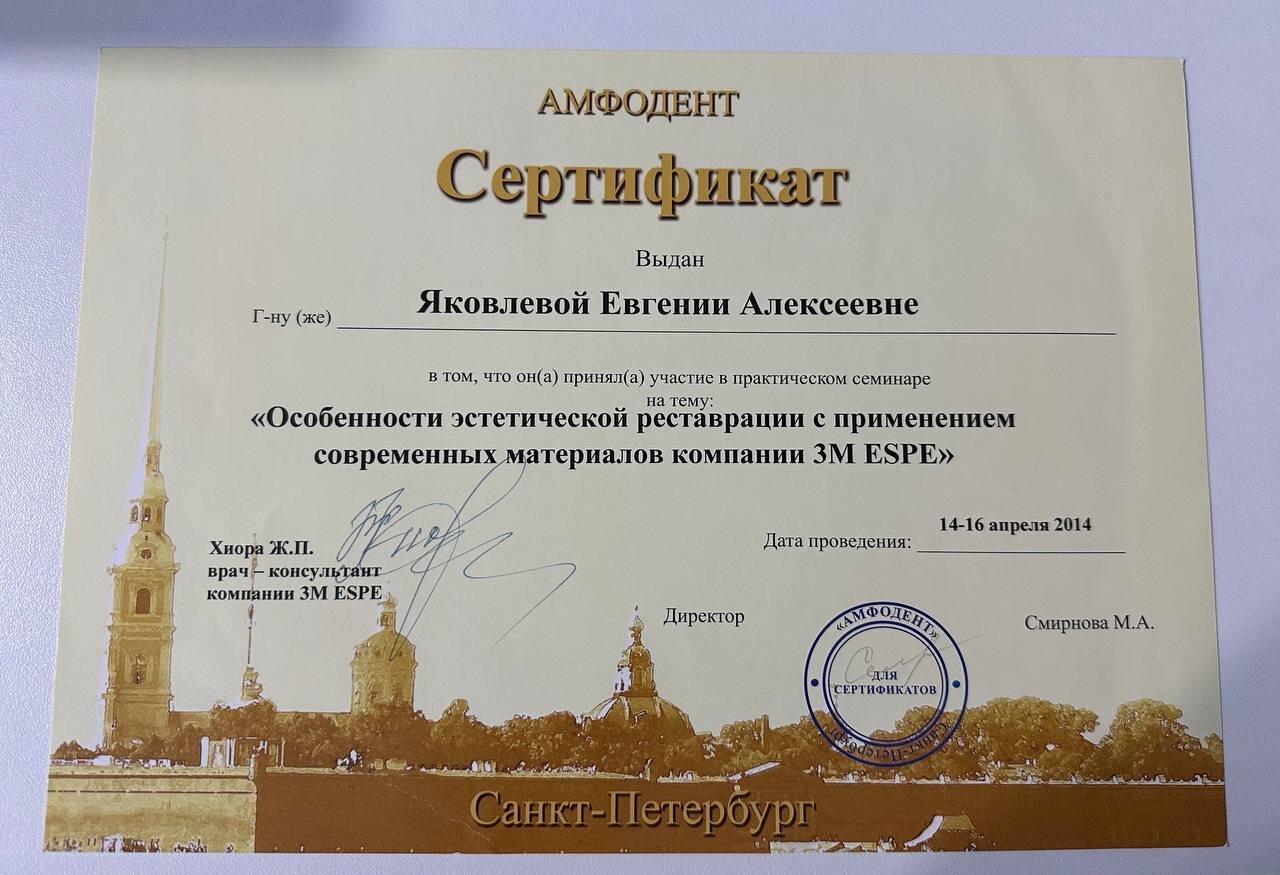 АМФОДЕНТ
Сертификат
Выдан
Г-ну (же) Яковлевой Евгении Алексеевне
в том, что он(а) принял(а) участие в практическом семинаре
на тему:
«Особенности эстетической реставрации с применением
современных материалов компании 3M ESPE»
14-16 апреля 2014
Дата проведения:
Хиора Ж.П.
врач – консультант
компании 3M ESPE
Директор
Смирнова М.А.
«АМФОДЕНТ»
ДЛЯ
СЕРТИФИКАТОВ
Санкт-Петербург
Санкт-Петербург